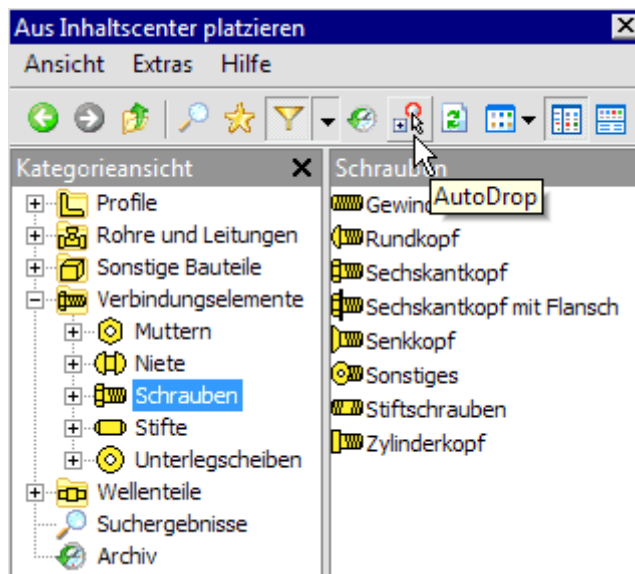 Aus Inhaltscenter platzieren
Ansicht Extras Hilfe
Kategorieansicht
Profile
Rohre und Leitungen
Sonstige Bauteile
Verbindungselemente
Muttern
Niete
Schrauben
Stifte
Unterlegscheiben
Wellenteile
Suchergebnisse
Archiv
Schrauben
AutoDrop
Rundkopf
Sechskantkopf
Sechskantkopf mit Flansch
Senkkopf
Sonstiges
Stiftschrauben
Zylinderkopf